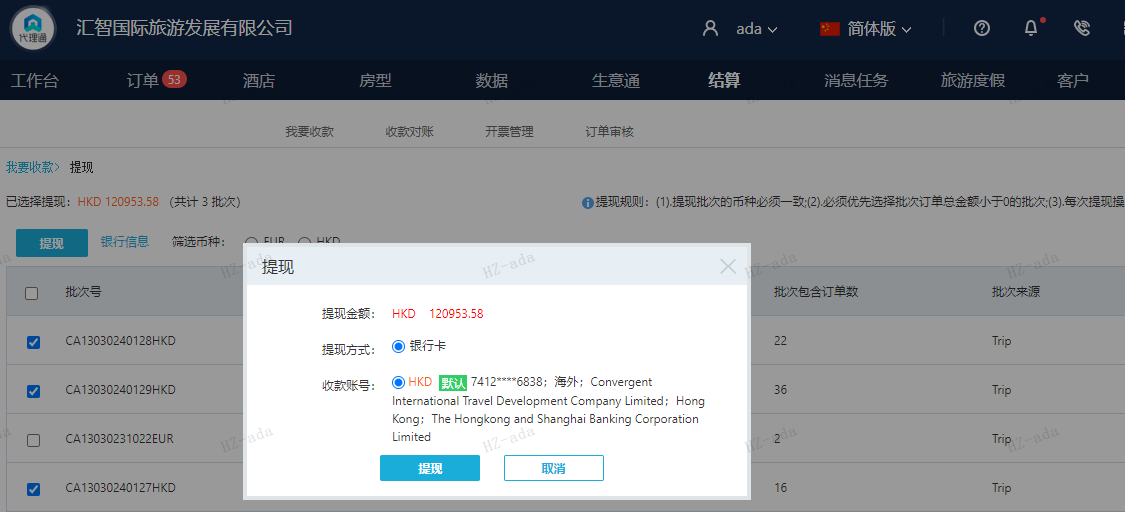 代理通
汇智国际旅游发展有限公司
ada
简体版
工作台 订单 53 酒店 房型 数据 生意通 结算 消息任务 旅游度假 客户
我要收款 收款对账 开票管理 订单审核
我要收款> 提现
已选择提现：HKD 120953.58 （共计 3 批次）
提现规则：(1).提现批次的币种必须一致;(2).必须优先选择批次订单总金额小于0的批次;(3).每次提现操
提现 银行信息 筛选币种： EUR HKD
提现
批次号 批次包含订单数 批次来源
提现金额： HKD 120953.58
CA13030240128HKD 22 Trip
提现方式： 银行卡
收款账号： HKD 默认 7412****6838；海外；Convergent
International Travel Development Company Limited；Hong
Kong；The Hongkong and Shanghai Banking Corporation
Limited
CA13030240129HKD 36 Trip
CA13030231022EUR 2 Trip
提现 取消
CA13030240127HKD 16 Trip
HZ-ada